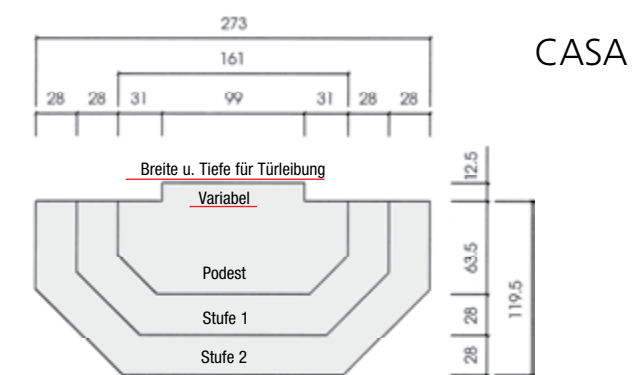 273
CASA
161
28 28 31 99 31 28 28
Breite u. Tiefe für Türleibung
12.5
Variabel
63.5
Podest
119.5
Stufe 1
28
Stufe 2
28